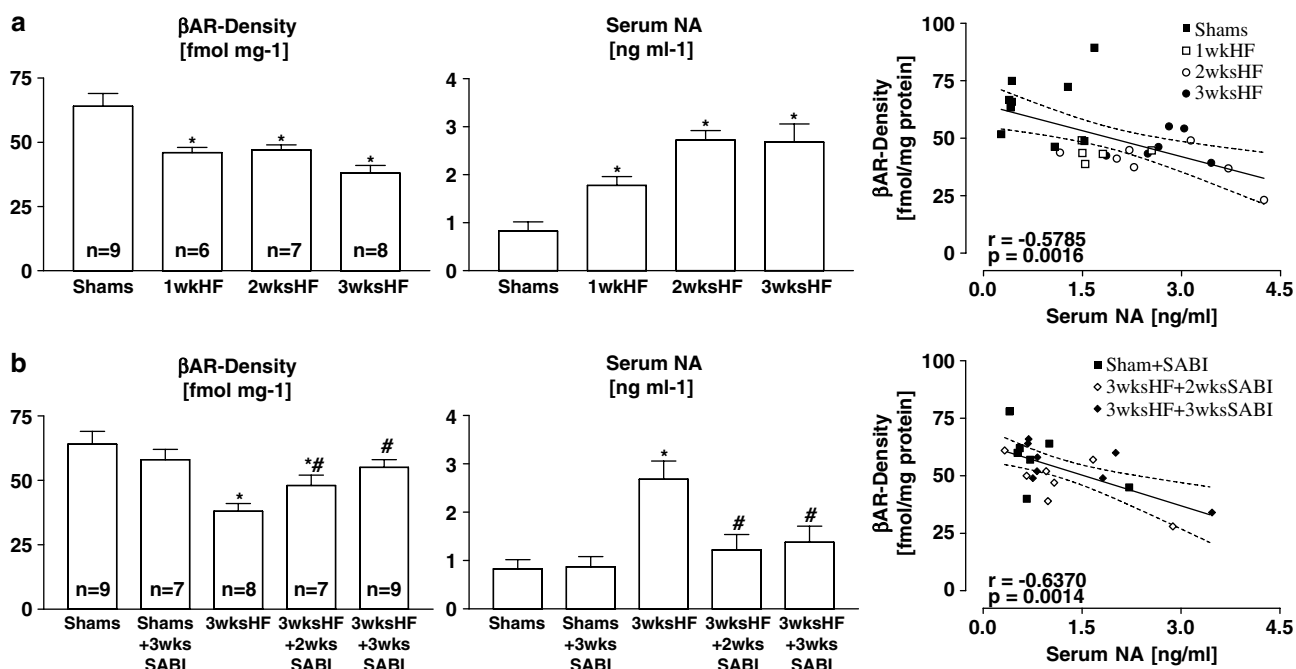 a
βAR-Density
[fmol mg-1]
75
50
25
0
n=9
n=6
n=7
n=8
Shams
1wkHF
2wksHF
3wksHF
Serum NA
[ng ml-1]
4
3
2
1
0
*
*
*
*
*
*
Shams
1wkHF
2wksHF
3wksHF
βAR-Density
[fmol/mg protein]
100
75
50
25
0
Shams
1wkHF
2wksHF
3wksHF
r = -0.5785
p = 0.0016
0.0
1.5
3.0
4.5
Serum NA [ng/ml]
b
βAR-Density
[fmol mg-1]
75
50
25
0
*
*#
#
n=9
n=7
n=8
n=7
n=9
Shams
Shams
+3wks
SABI
3wksHF
3wksHF
+2wks
SABI
3wksHF
+3wks
SABI
Serum NA
[ng ml-1]
4
3
2
1
0
*
#
#
Shams
Shams
+3wks
SABI
3wksHF
3wksHF
+2wks
SABI
3wksHF
+3wks
SABI
βAR-Density
[fmol/mg protein]
100
75
50
25
0
Sham+SABI
3wksHF+2wksSABI
3wksHF+3wksSABI
r = -0.6370
p = 0.0014
0.0
1.5
3.0
4.5
Serum NA [ng/ml]